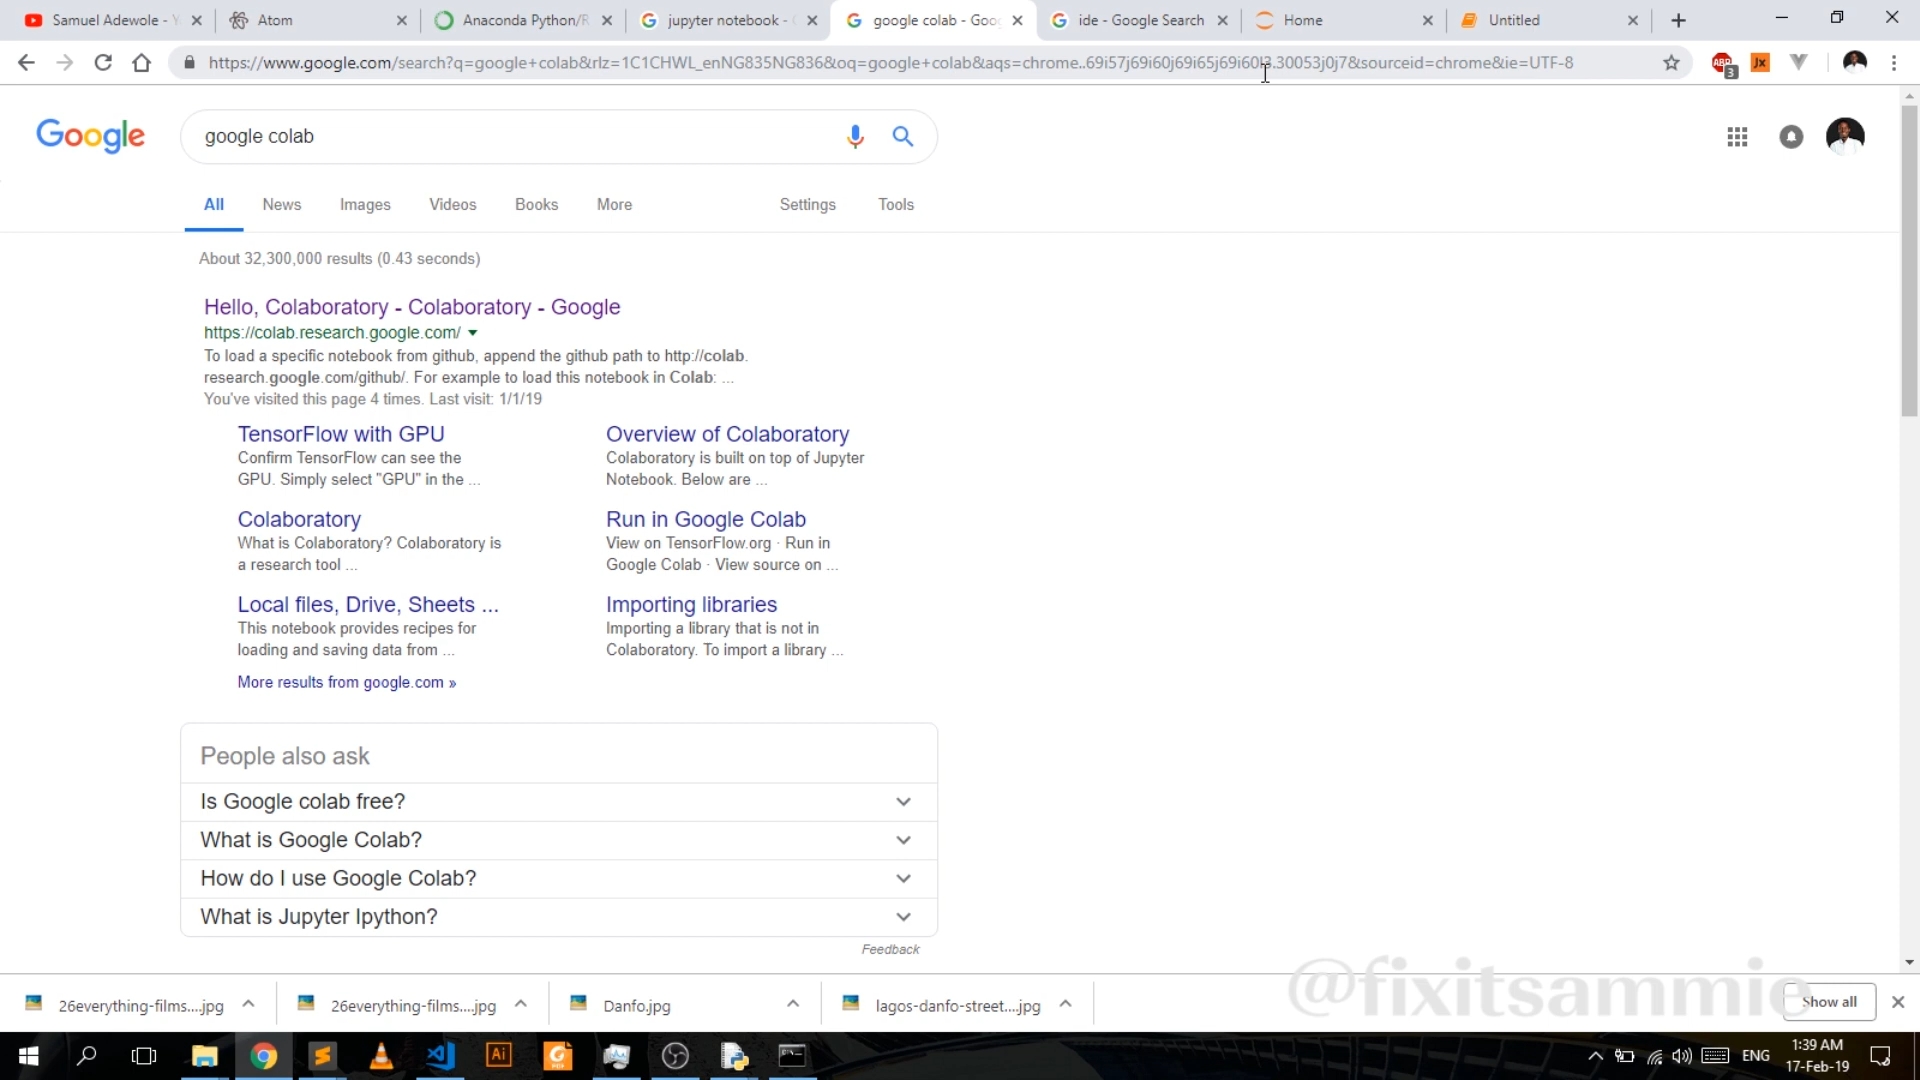 Samuel Adewole - Y
Atom
Anaconda Python/R
jupyter notebook - G
google colab - Goog
ide - Google Search
Home
Untitled
https://www.google.com/search?q=google+colab&rlz=1C1CHWL_enNG835NG836&oq=google+colab&aqs=chrome..69i57j69i60j69i65j69i60l3.30053j0j7&sourceid=chrome&ie=UTF-8
ABP
3
Jx
Google
google colab
All
News
Images
Videos
Books
More
Settings
Tools
About 32,300,000 results (0.43 seconds)
Hello, Colaboratory - Colaboratory - Google
https://colab.research.google.com/
To load a specific notebook from github, append the github path to http://colab.
research.google.com/github/. For example to load this notebook in Colab: ...
You've visited this page 4 times. Last visit: 1/1/19
TensorFlow with GPU
Confirm TensorFlow can see the
GPU. Simply select "GPU" in the ...
Overview of Colaboratory
Colaboratory is built on top of Jupyter
Notebook. Below are ...
Colaboratory
What is Colaboratory? Colaboratory is
a research tool ...
Run in Google Colab
View on TensorFlow.org · Run in
Google Colab · View source on ...
Local files, Drive, Sheets ...
This notebook provides recipes for
loading and saving data from ...
Importing libraries
Importing a library that is not in
Colaboratory. To import a library ...
More results from google.com »
People also ask
Is Google colab free?
What is Google Colab?
How do I use Google Colab?
What is Jupyter Ipython?
Feedback
@fixitsammie
26everything-films....jpg
26everything-films....jpg
Danfo.jpg
lagos-danfo-street....jpg
Show all
Ai
ENG
1:39 AM
17-Feb-19